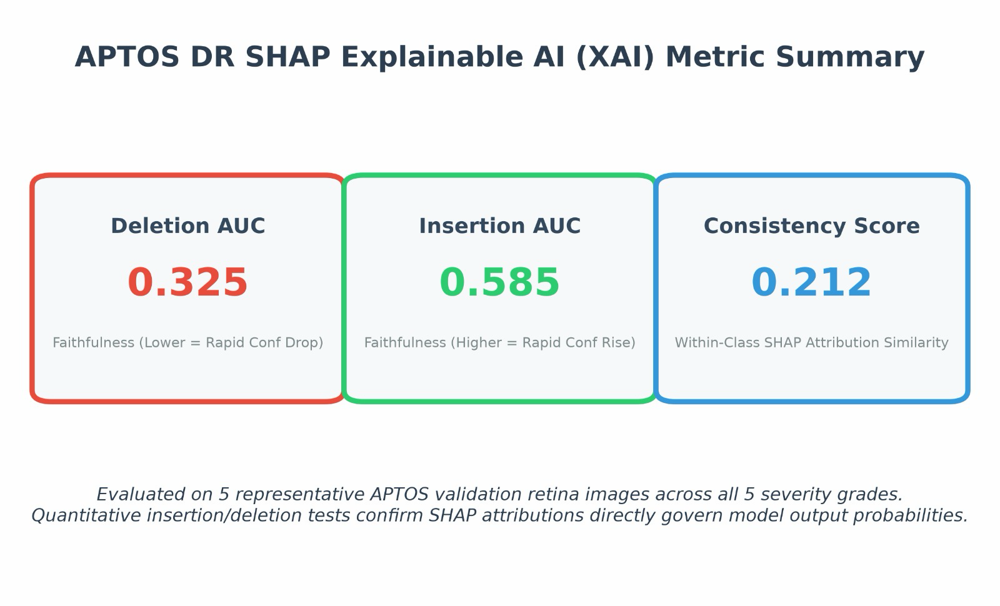 APTOS DR SHAP Explainable AI (XAI) Metric Summary
Deletion AUC
0.325
Faithfulness (Lower = Rapid Conf Drop)
Insertion AUC
0.585
Faithfulness (Higher = Rapid Conf Rise)
Consistency Score
0.212
Within-Class SHAP Attribution Similarity
Evaluated on 5 representative APTOS validation retina images across all 5 severity grades.
Quantitative insertion/deletion tests confirm SHAP attributions directly govern model output probabilities.